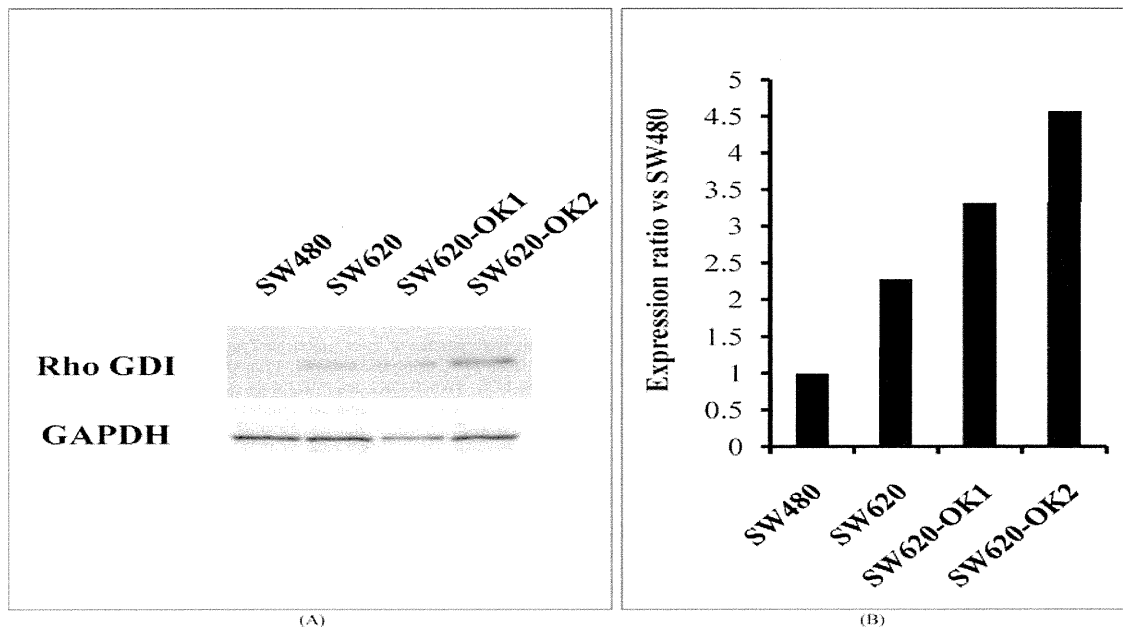 SW480
SW620
SW620-OK1
SW620-OK2
Rho GDI
GAPDH
(A)
Expression ratio vs SW480
5
4.5
4
3.5
3
2.5
2
1.5
1
0.5
0
SW480
SW620
SW620-OK1
SW620-OK2
(B)